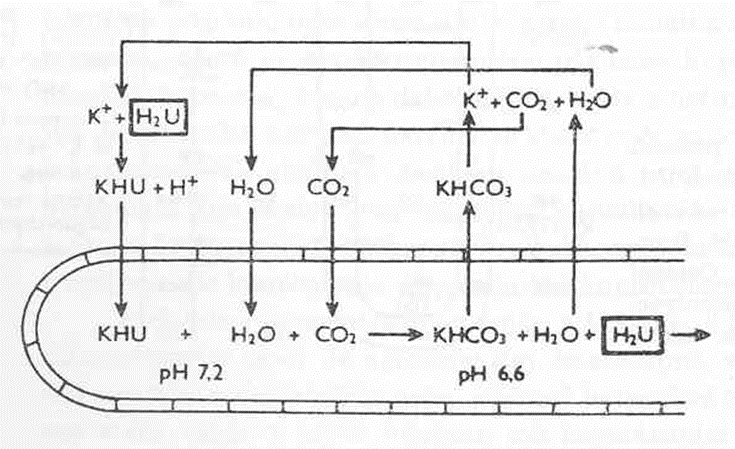 K⁺ + CO₂ + H₂O
K⁺ + H₂U
KHU + H⁺ H₂O CO₂ KHCO₃
KHU + H₂O + CO₂ → KHCO₃ + H₂O + H₂U →
pH 7,2 pH 6,6